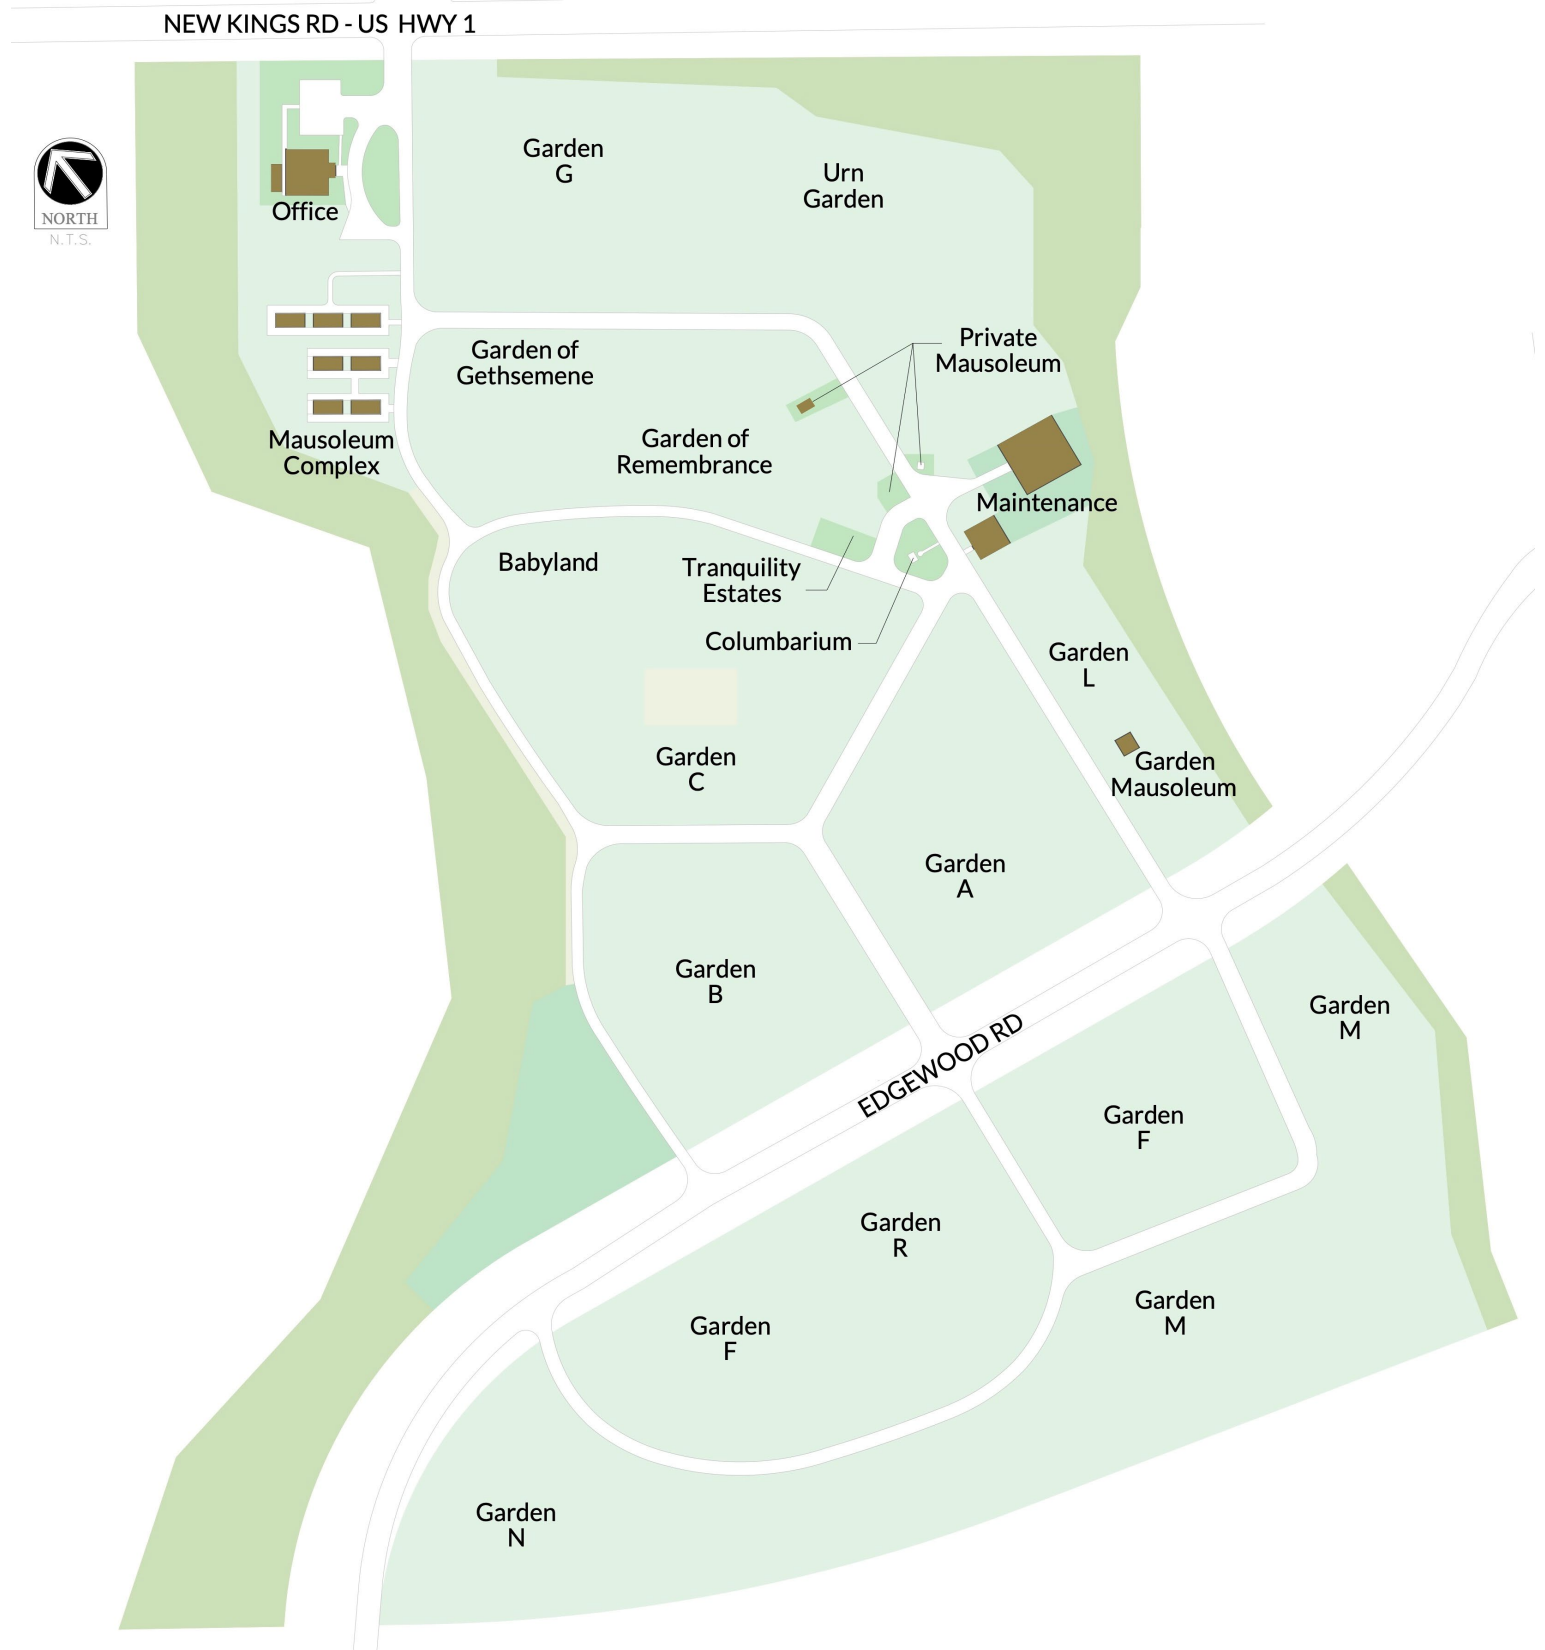 NEW KINGS RD - US HWY 1
Garden
G
Urn
Garden
NORTH
N.T.S.
Office
Private
Mausoleum
Garden of
Gethsemene
Garden of
Remembrance
Mausoleum
Complex
Maintenance
Babyland
Tranquility
Estates
Columbarium
Garden
L
Garden
C
Garden
Mausoleum
Garden
A
Garden
B
Garden
M
EDGEWOOD RD
Garden
F
Garden
R
Garden
M
Garden
F
Garden
N